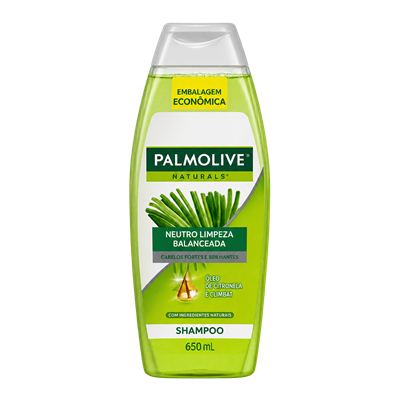 EMBALAGEM
ECONÔMICA
PALMOLIVE®
NATURALS®
NEUTRO LIMPEZA
BALANCEADA
CABELOS FORTES E BRILHANTES
ÓLEO
DE CITRONELA
E CLIMBAT
COM INGREDIENTES NATURAIS
SHAMPOO
650 mL